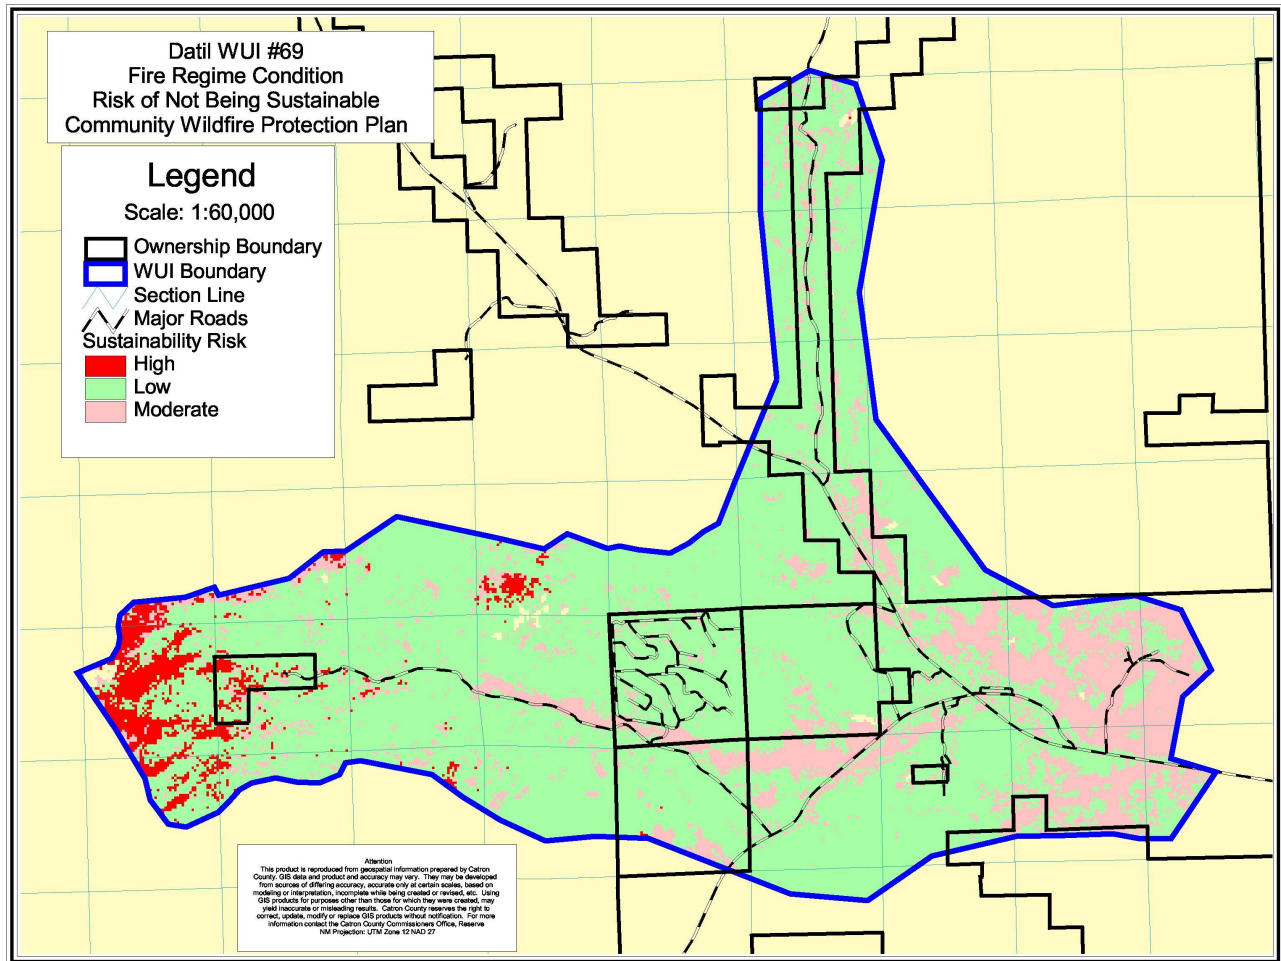 Datil WUI #69
Fire Regime Condition
Risk of Not Being Sustainable
Community Wildfire Protection Plan
Legend
Scale: 1:60,000
Ownership Boundary
WUI Boundary
Section Line
Major Roads
Sustainability Risk
High
Low
Moderate
Attention
This product is reproduced from geospatial information prepared by Catron
County. GIS data and product and accuracy may vary. They may be developed
from sources of differing accuracy, accurate only at certain scales, based on
modeling or interpretation, incomplete while being created or revised, etc. Using
GIS products for purposes other than those for which they were created, may
yield inaccurate or misleading results. Catron County reserves the right to
correct, update, modify or replace GIS products without notification. For more
information contact the Catron County Commissioners Office, Reserve
NM Projection: UTM Zone 12 NAD 27